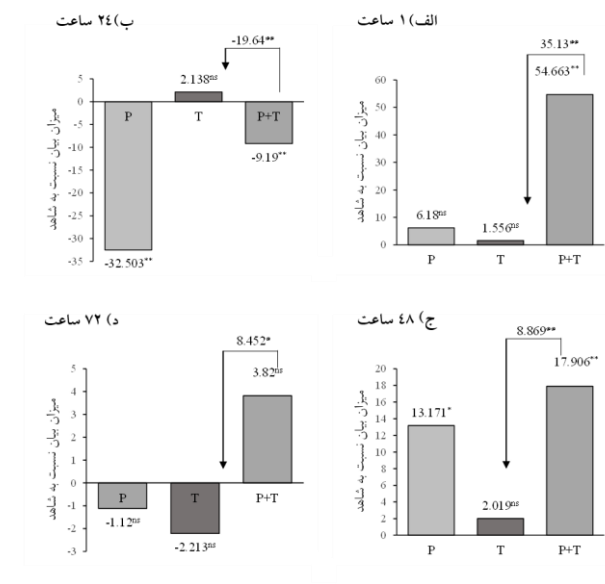 الف) ۱ ساعت
35.13**
54.663**
60
50
40
30
20
10
0
میزان بیان نسبت به شاهد
6.18ns
1.556ns
P T P+T
ب) ۲٤ ساعت
-19.64**
5
0
-5
-10
-15
-20
-25
-30
-35
میزان بیان نسبت به شاهد
2.138ns
P T P+T
-9.19**
-32.503**
ج) ٤۸ ساعت
8.869**
17.906**
20
18
16
14
12
10
8
6
4
2
0
میزان بیان نسبت به شاهد
13.171*
2.019ns
P T P+T
د) ۷۲ ساعت
8.452*
3.82ns
5
4
3
2
1
0
-1
-2
-3
میزان بیان نسبت به شاهد
P T P+T
-1.12ns
-2.213ns